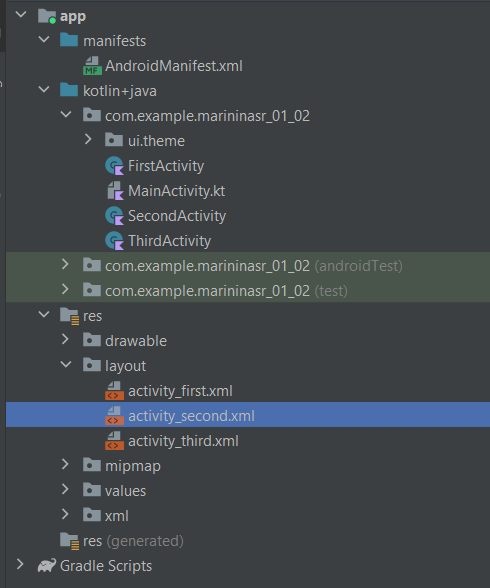 app
manifests
AndroidManifest.xml
kotlin+java
com.example.marininasr_01_02
ui.theme
FirstActivity
MainActivity.kt
SecondActivity
ThirdActivity
com.example.marininasr_01_02 (androidTest)
com.example.marininasr_01_02 (test)
res
drawable
layout
activity_first.xml
activity_second.xml
activity_third.xml
mipmap
values
xml
res (generated)
Gradle Scripts